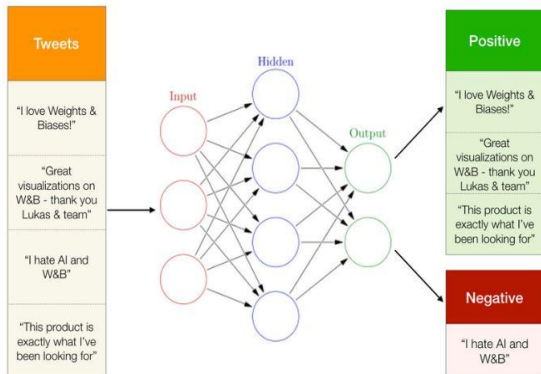 Tweets
"I love Weights &
Biases!"
"Great
visualizations on
W&B - thank you
Lukas & team"
"I hate AI and
W&B"
"This product is
exactly what I've
been looking for"
Input
Hidden
Output
Positive
"I love Weights &
Biases!"
"Great
visualizations on
W&B - thank you
Lukas & team"
"This product is
exactly what I've
been looking for"
Negative
"I hate AI and
W&B"